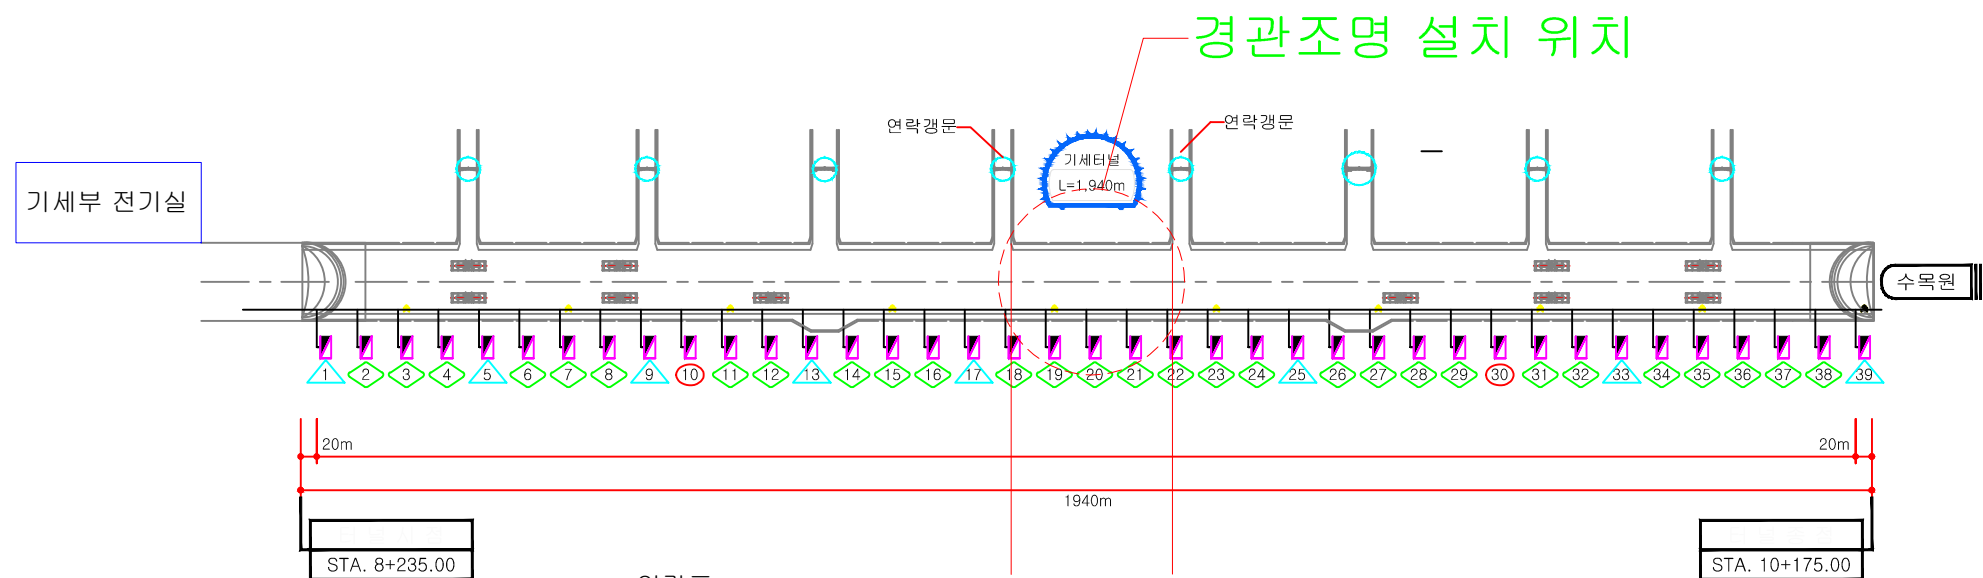 경관조명 설치 위치
연락갱문
연락갱문
기세터널
L=1,940m
기세부 전기실
수목원
1 2 3 4 5 6 7 8 9 10 11 12 13 14 15 16 17 18 19 20 21 22 23 24 25 26 27 28 29 30 31 32 33 34 35 36 37 38 39
20m
20m
1940m
STA. 8+235.00
STA. 10+175.00